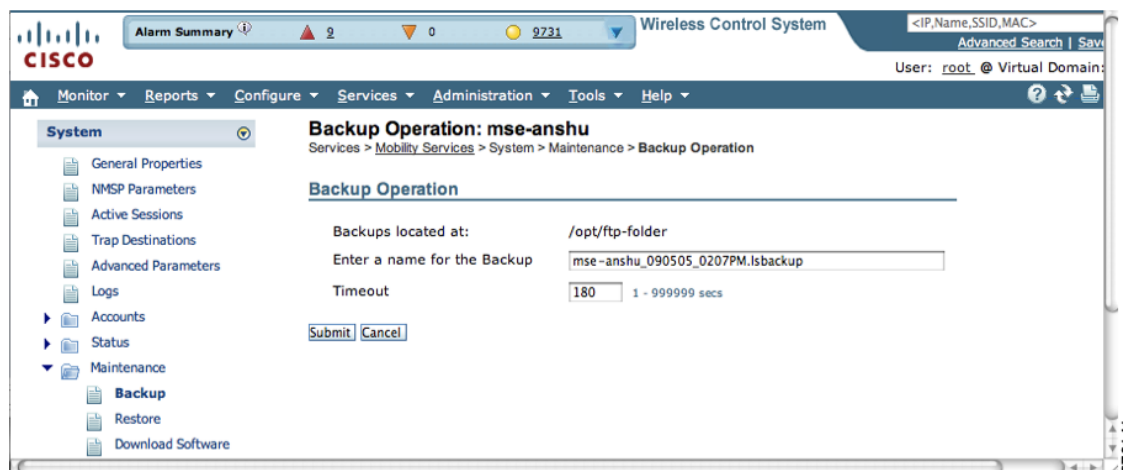 Alarm Summary 2 0 9731
Wireless Control System
<IP,Name,SSID,MAC>
Advanced Search | Save
CISCO
User: root @ Virtual Domain:
Monitor Reports Configure Services Administration Tools Help
System
General Properties
NMSP Parameters
Active Sessions
Trap Destinations
Advanced Parameters
Logs
Accounts
Status
Maintenance
Backup
Restore
Download Software
Backup Operation: mse-anshu
Services > Mobility Services > System > Maintenance > Backup Operation
Backup Operation
Backups located at: /opt/ftp-folder
Enter a name for the Backup mse-anshu_090505_0207PM.lsbackup
Timeout 180 1 - 999999 secs
Submit Cancel